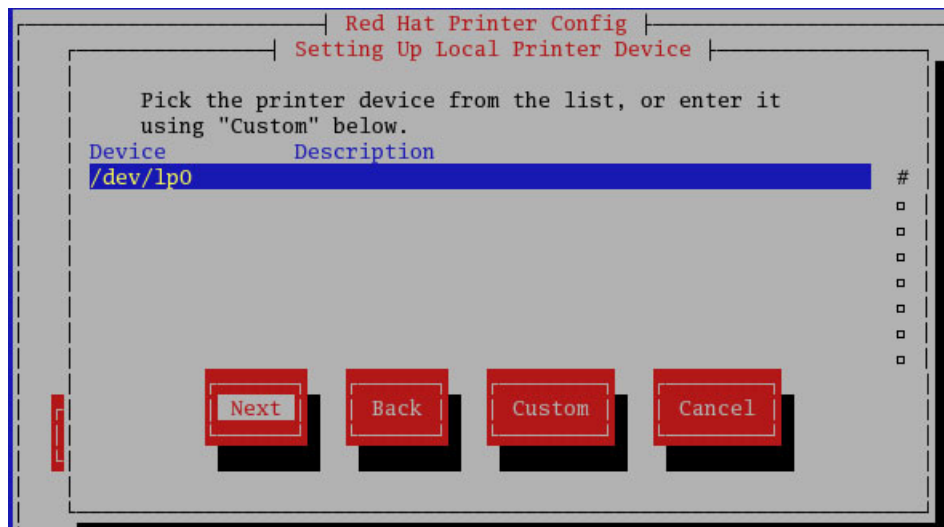 Red Hat Printer Config
Setting Up Local Printer Device
Pick the printer device from the list, or enter it
using "Custom" below.
Device Description
/dev/lp0 #
Next Back Custom Cancel